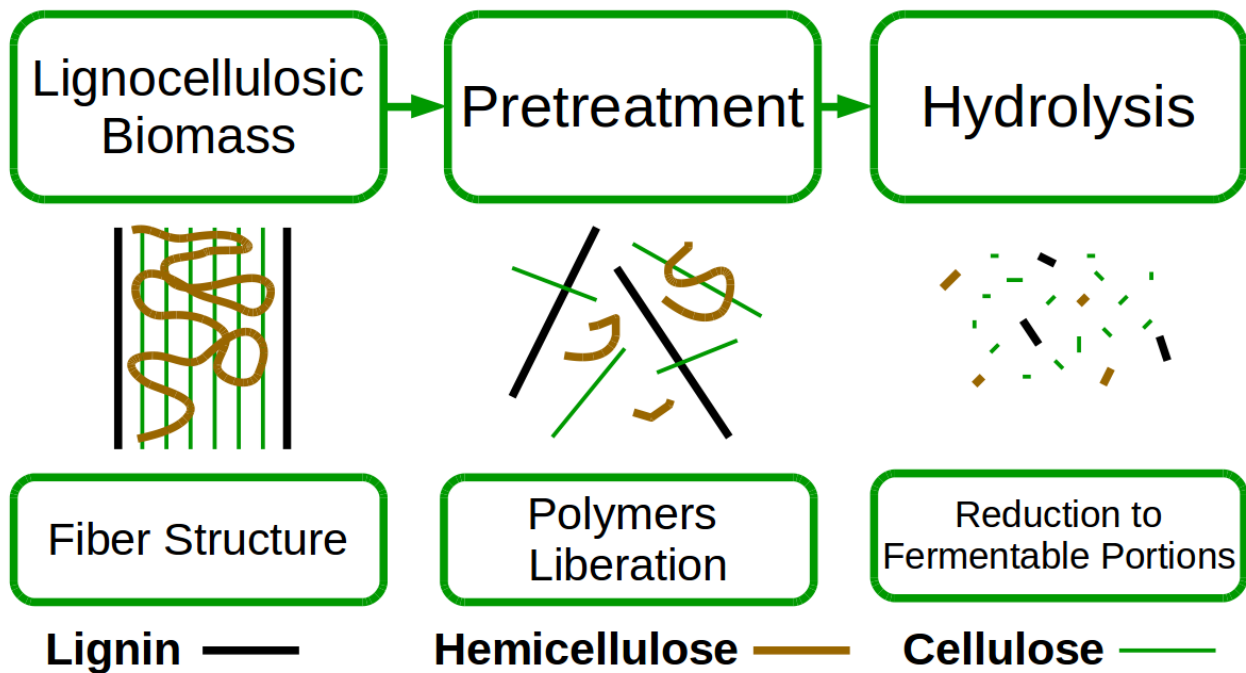 Lignocellulosic
Biomass
Pretreatment
Hydrolysis
Fiber Structure
Polymers
Liberation
Reduction to
Fermentable Portions
Lignin
Hemicellulose
Cellulose